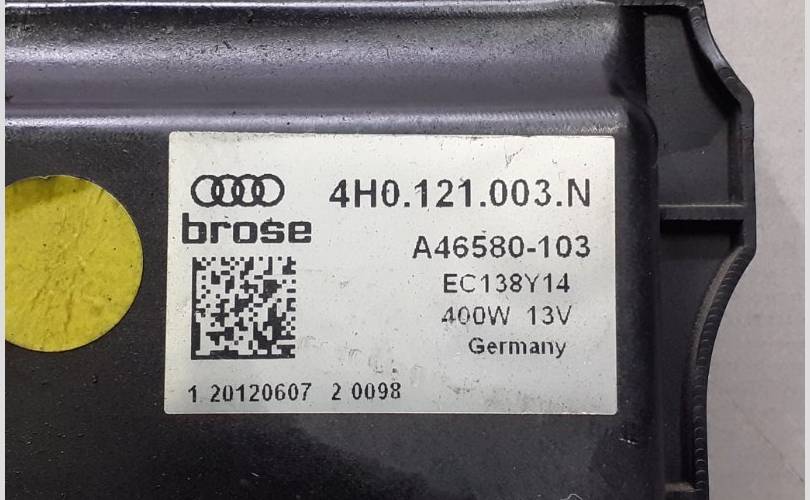 4H0.121.003.N
brose
A46580-103
EC138Y14
400W 13V
Germany
1 20120607 2 0098